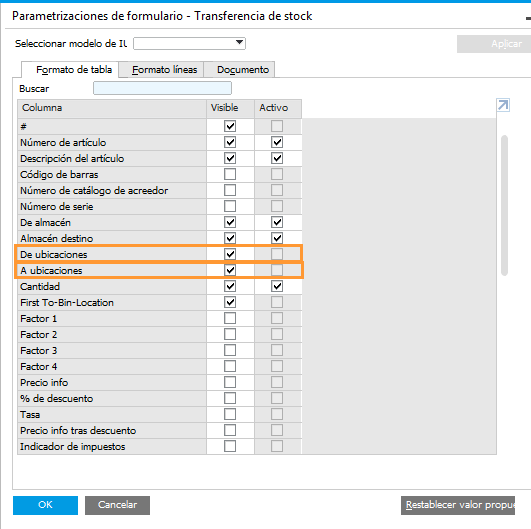 Parametrizaciones de formulario - Transferencia de stock
Seleccionar modelo de IU
Aplicar
Formato de tabla Formato líneas Documento
Buscar
Columna Visible Activo
#
Número de artículo
Descripción del artículo
Código de barras
Número de catálogo de acreedor
Número de serie
De almacén
Almacén destino
De ubicaciones
A ubicaciones
Cantidad
First To-Bin-Location
Factor 1
Factor 2
Factor 3
Factor 4
Precio info
% de descuento
Tasa
Precio info tras descuento
Indicador de impuestos
OK Cancelar Restablecer valor propue